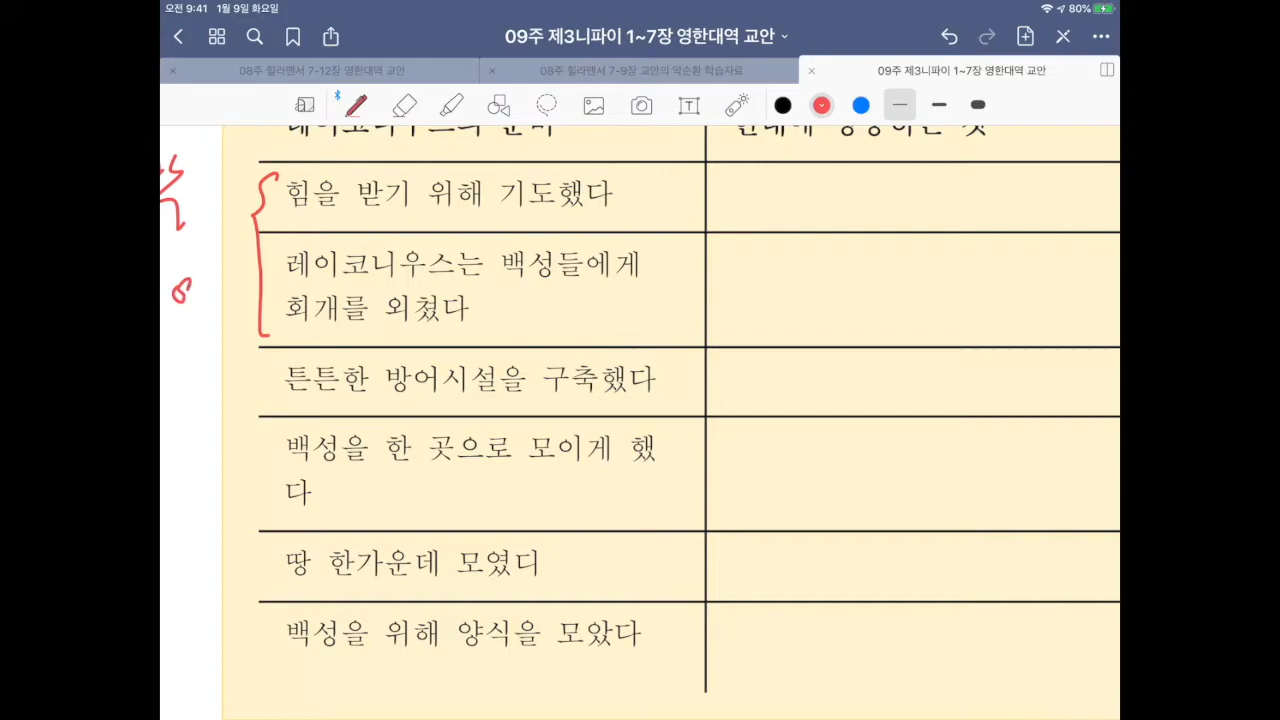 오전 9:41 1월 9일 화요일
80%
09주 제3니파이 1~7장 영한대역 교안
08주 힐라맨서 7-12장 영한대역 교안
08주 힐라맨서 7-9장 교만의 악순환 학습자료
09주 제3니파이 1~7장 영한대역 교안
힘을 받기 위해 기도했다
레이코니우스는 백성들에게
회개를 외쳤다
튼튼한 방어시설을 구축했다
백성을 한 곳으로 모이게 했
다
땅 한가운데 모였디
백성을 위해 양식을 모았다